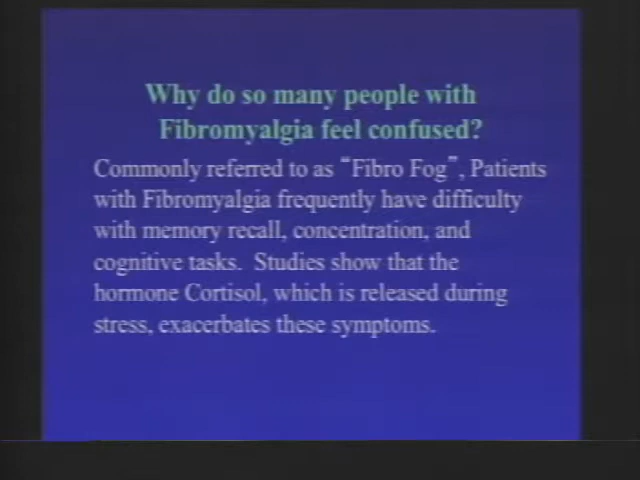 Why do so many people with
Fibromyalgia feel confused?
Commonly referred to as “Fibro Fog”, Patients
with Fibromyalgia frequently have difficulty
with memory recall, concentration, and
cognitive tasks.  Studies show that the
hormone Cortisol, which is released during
stress, exacerbates these symptoms.